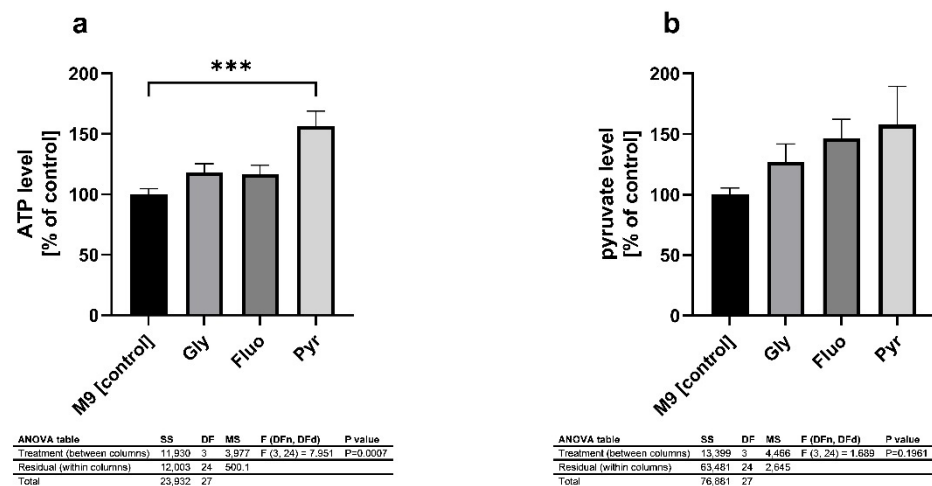 a
***
200
150
100
50
0
ATP level
[% of control]
M9 [control]
Gly
Fluo
Pyr
ANOVA table SS DF MS F (DFn, DFd) P value
Treatment (between columns) 11,930 3 3,977 F (3, 24) = 7.951 P=0.0007
Residual (within columns) 12,003 24 500.1
Total 23,932 27
b
200
150
100
50
0
pyruvate level
[% of control]
M9 [control]
Gly
Fluo
Pyr
ANOVA table SS DF MS F (DFn, DFd) P value
Treatment (between columns) 13,399 3 4,466 F (3, 24) = 1.689 P=0.1961
Residual (within columns) 63,481 24 2,645
Total 76,881 27